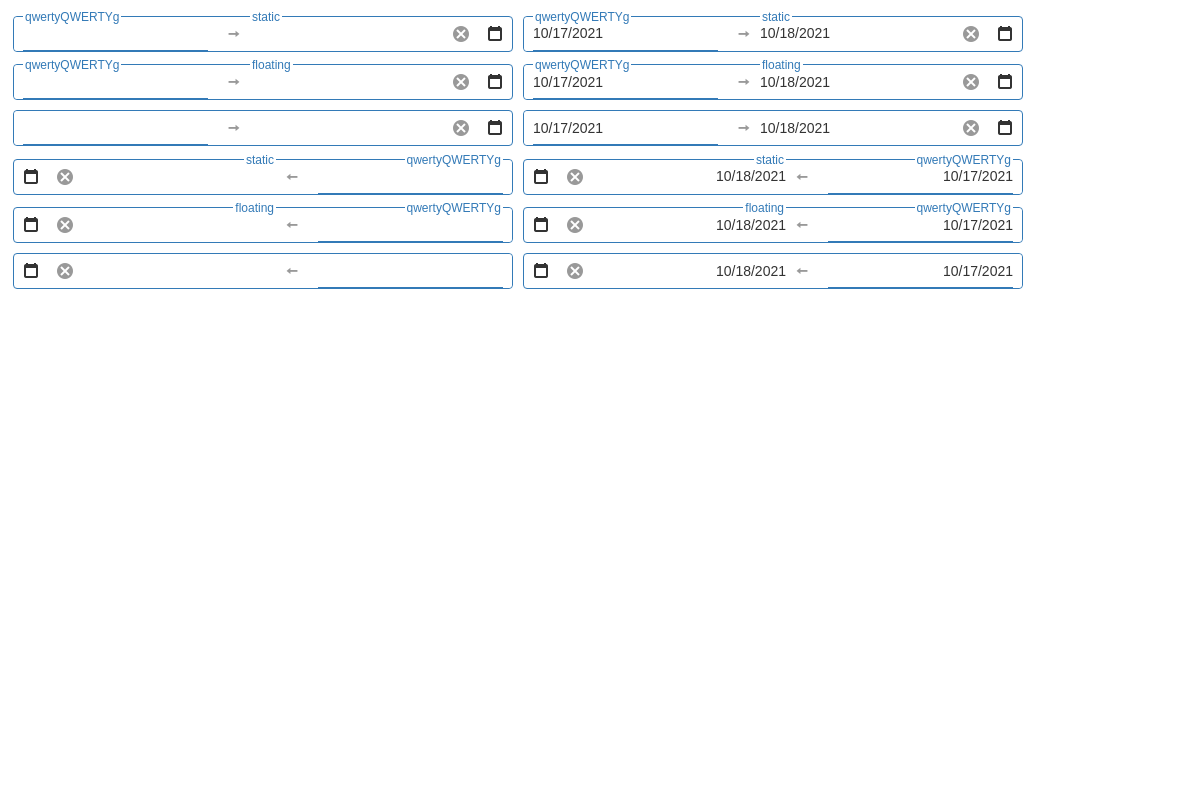 qwertyQWERTYg static qwertyQWERTYg static
10/17/2021 10/18/2021
qwertyQWERTYg floating qwertyQWERTYg floating
10/17/2021 10/18/2021
10/17/2021 10/18/2021
static qwertyQWERTYg static qwertyQWERTYg
10/18/2021 10/17/2021
floating qwertyQWERTYg floating qwertyQWERTYg
10/18/2021 10/17/2021
10/18/2021 10/17/2021